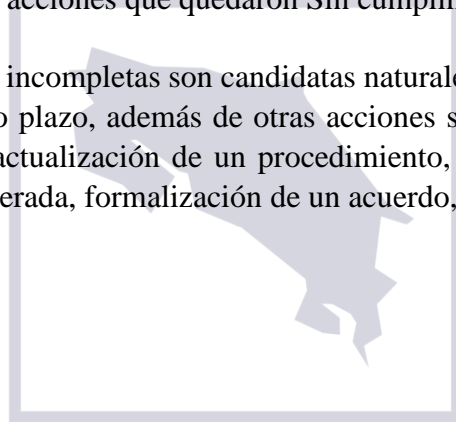 acciones que quedaron Sin
incompletas son candidatas
o plazo, además de otras acciones
actualización de un procedimiento,
erada, formalización de un acuerdo,